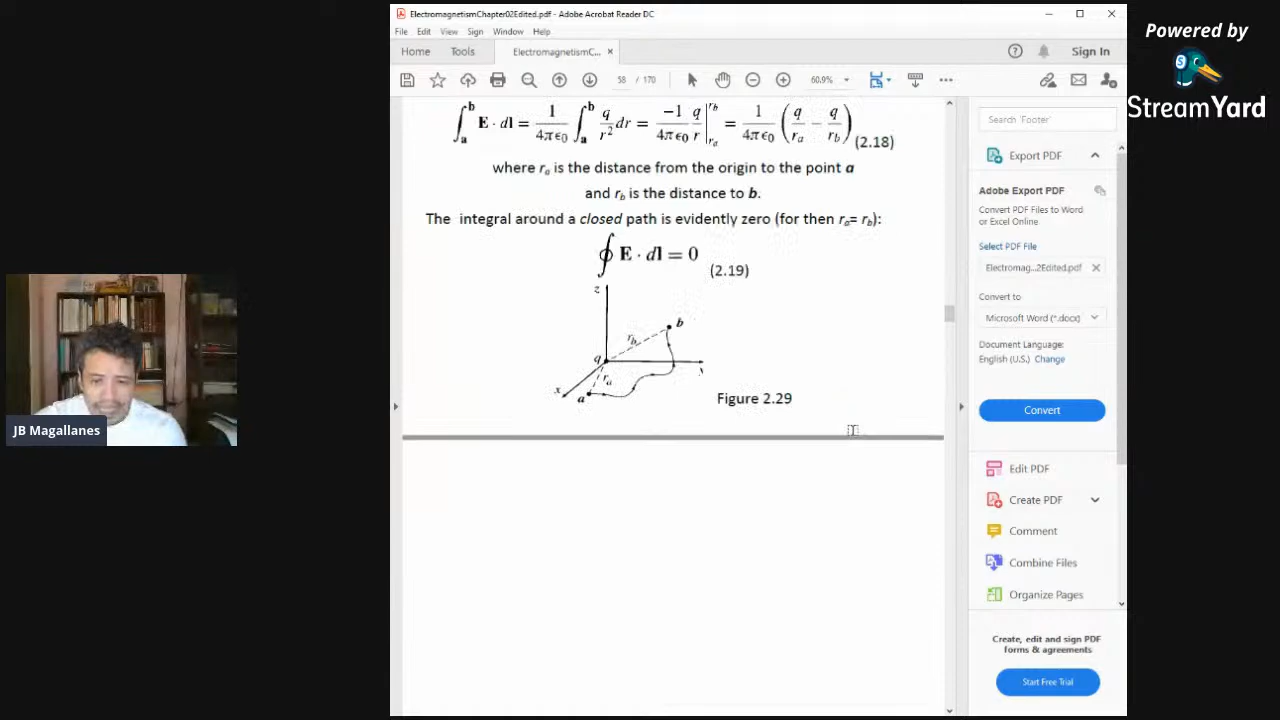 ElectromagnetismChapter02Edited.pdf - Adobe Acrobat Reader DC
File Edit View Sign Window Help
Home Tools ElectromagnetismC... × Sign In
58 / 170 60.9%
∫ₐᵇ E · dl = 1/4πϵ₀ ∫ₐᵇ q/r² dr = −1/4πϵ₀ q/r |ᵣₐʳᵇ = 1/4πϵ₀ (q/rₐ − q/r_b) (2.18)
where rₐ is the distance from the origin to the point a
and r_b is the distance to b.
The integral around a closed path is evidently zero (for then rₐ= r_b):
∮ E · dl = 0 (2.19)
z
b
r_b
q
rₐ
x
a
Figure 2.29
Search 'Footer'
Export PDF
Adobe Export PDF
Convert PDF Files to Word
or Excel Online
Select PDF File
Electromag...2Edited.pdf ×
Convert to
Microsoft Word (*.docx)
Document Language:
English (U.S.) Change
Convert
Edit PDF
Create PDF
Comment
Combine Files
Organize Pages
Create, edit and sign PDF
forms & agreements
Start Free Trial
JB Magallanes
Powered by
StreamYard